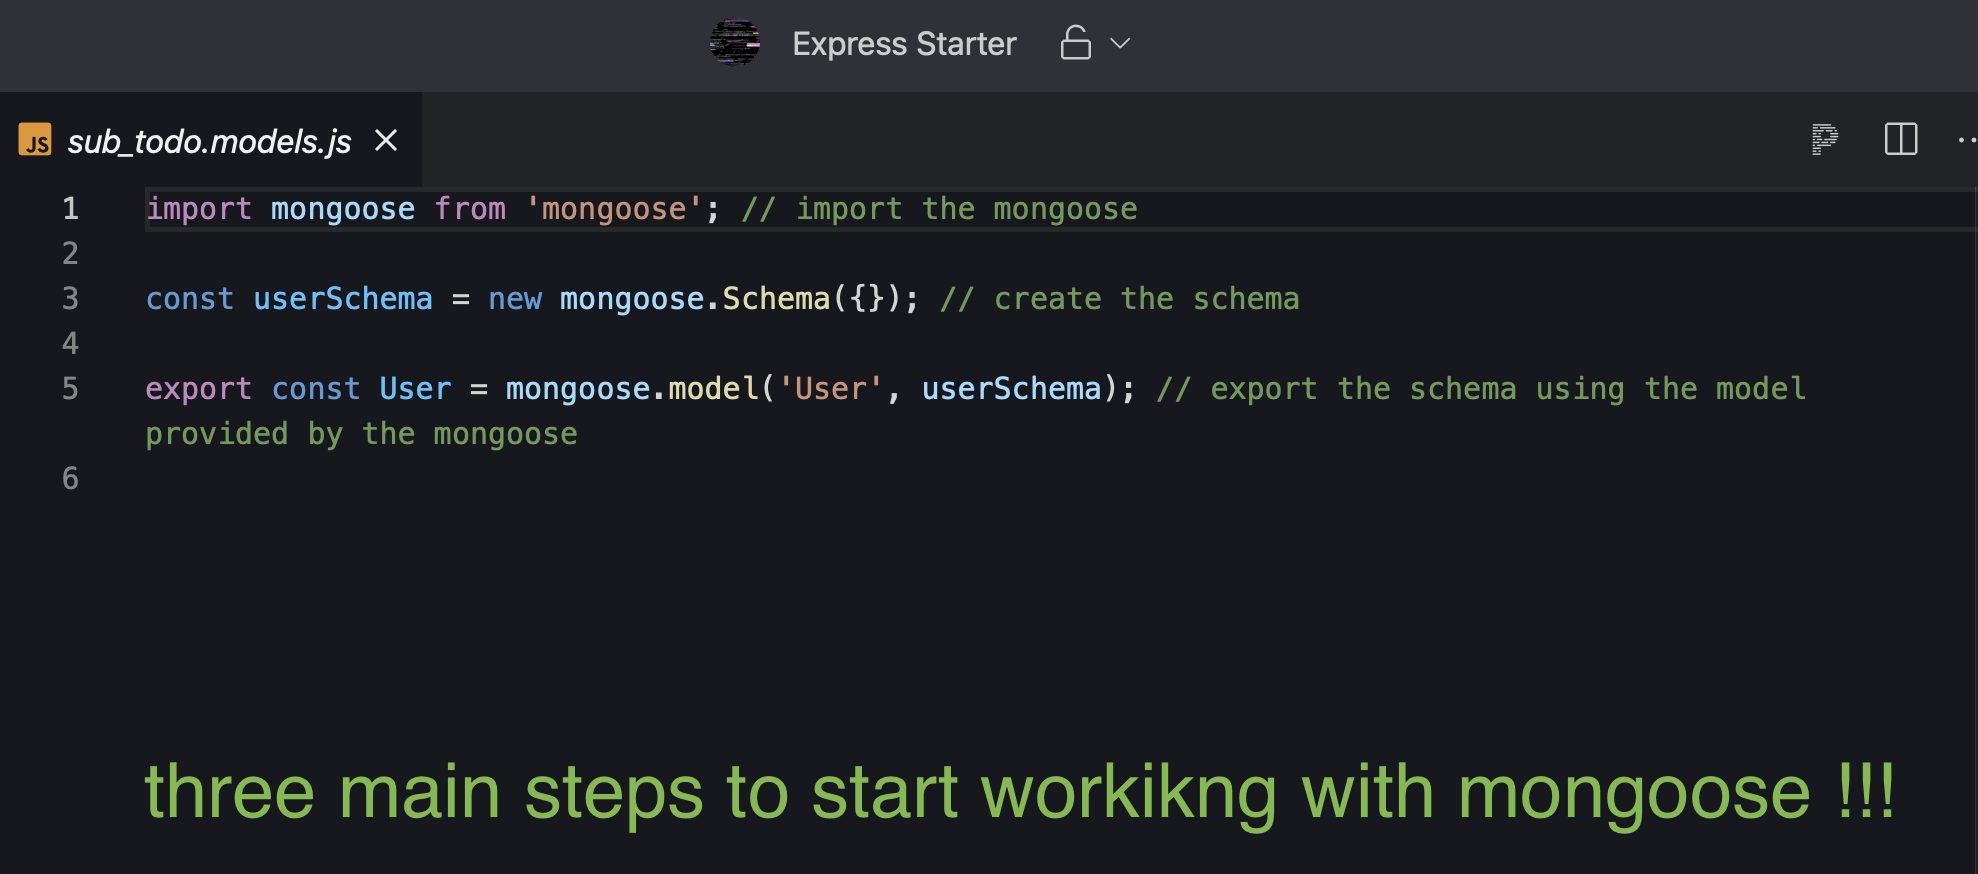 Express Starter
JS sub_todo.models.js
1 import mongoose from 'mongoose'; // import the mongoose
2
3 const userSchema = new mongoose.Schema({}); // create the schema
4
5 export const User = mongoose.model('User', userSchema); // export the schema using the model
provided by the mongoose
6
three main steps to start workikng with mongoose !!!